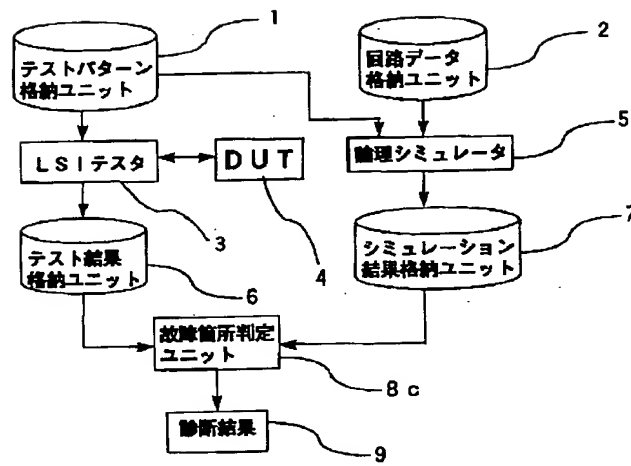 1
2
テストパターン
格納ユニット
回路データ
格納ユニット
5
LSIテスタ
DUT
論理シミュレータ
3
4
7
テスト結果
格納ユニット
シミュレーション
結果格納ユニット
6
故障箇所判定
ユニット
8c
診断結果
9